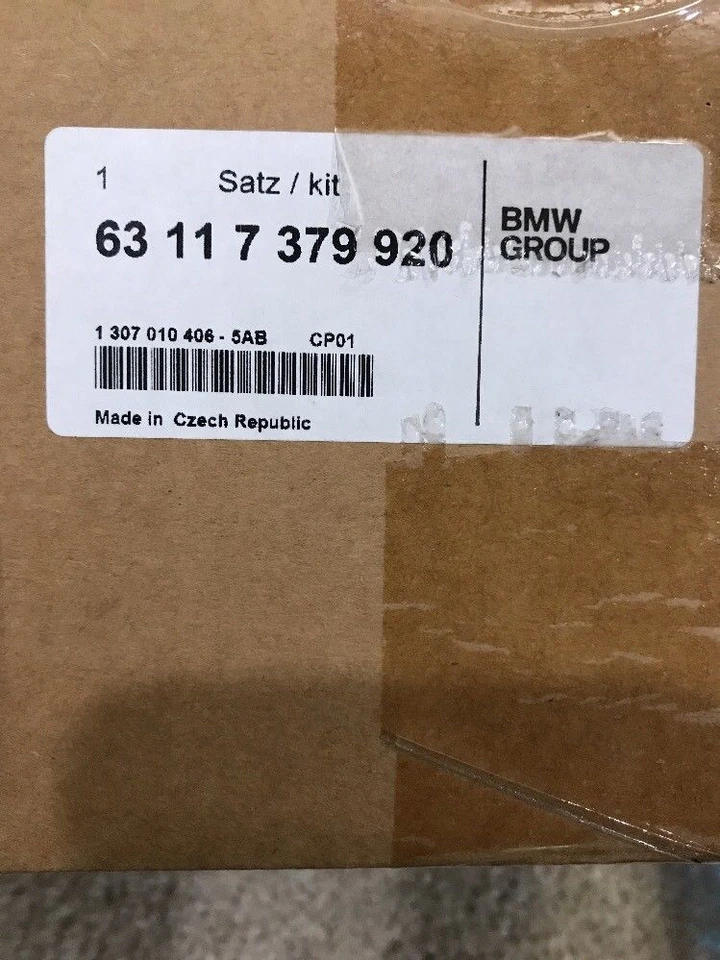 1 Satz / kit
63 11 7 379 920
BMW
GROUP
1 307 010 406 - 5AB CP01
Made in Czech Republic